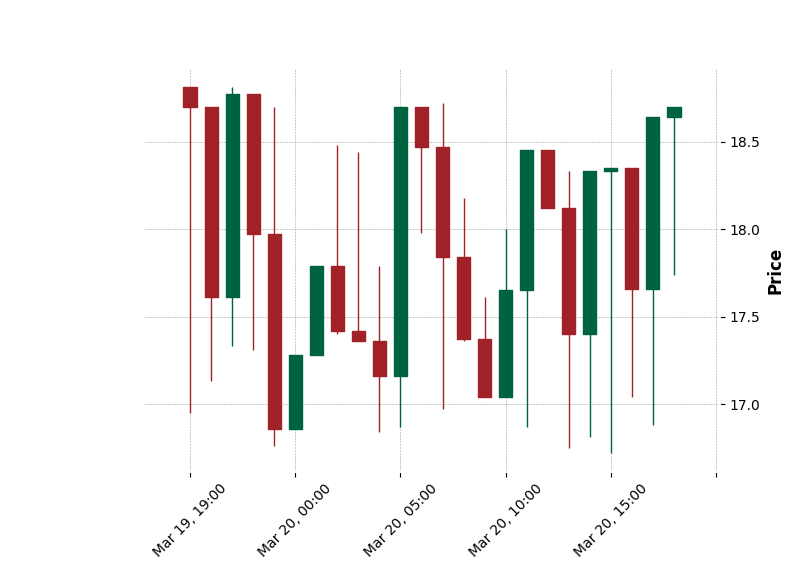 18.5
18.0
17.5
17.0
Price
Mar 19, 19:00
Mar 20, 00:00
Mar 20, 05:00
Mar 20, 10:00
Mar 20, 15:00